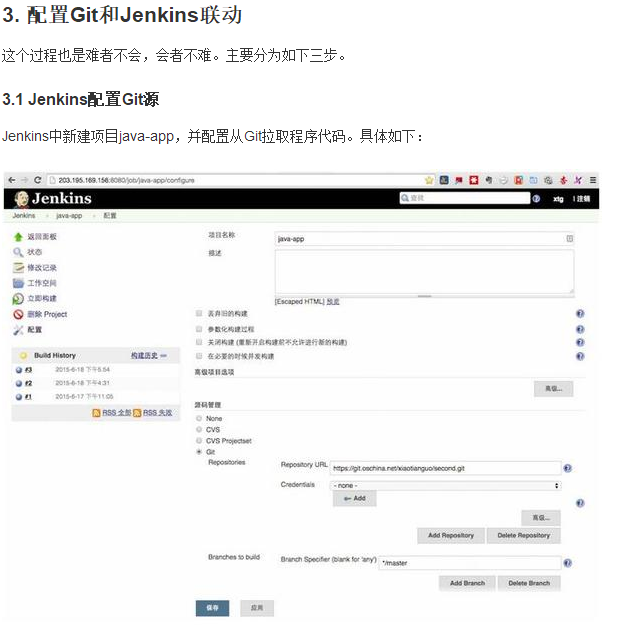 3. 配置Git和Jenkins联动
这个过程也是难者不会，会者不难。主要分为如下三步。
3.1 Jenkins配置Git源
Jenkins中新建项目java-app，并配置从Git拉取程序代码。具体如下：
203.195.169.156:8080/job/java-app/configure
Jenkins
查找
xtg
注销
Jenkins
java-app
配置
返回面板
状态
修改记录
工作空间
立即构建
删除 Project
配置
Build History
构建历史
#3
2015-6-18 下午5:54
#2
2015-6-18 下午4:31
#1
2015-6-17 下午11:05
RSS 全部
RSS 失败
项目名称
java-app
描述
[Escaped HTML] 预览
丢弃旧的构建
参数化构建过程
关闭构建 (重新开启构建前不允许进行新的构建)
在必要的时候并发构建
高级项目选项
高级...
源码管理
None
CVS
CVS Projectset
Git
Repositories
Repository URL
https://git.oschina.net/xiaotianguo/second.git
Credentials
- none -
Add
高级...
Add Repository
Delete Repository
Branches to build
Branch Specifier (blank for 'any')
*/master
Add Branch
Delete Branch
保存
应用